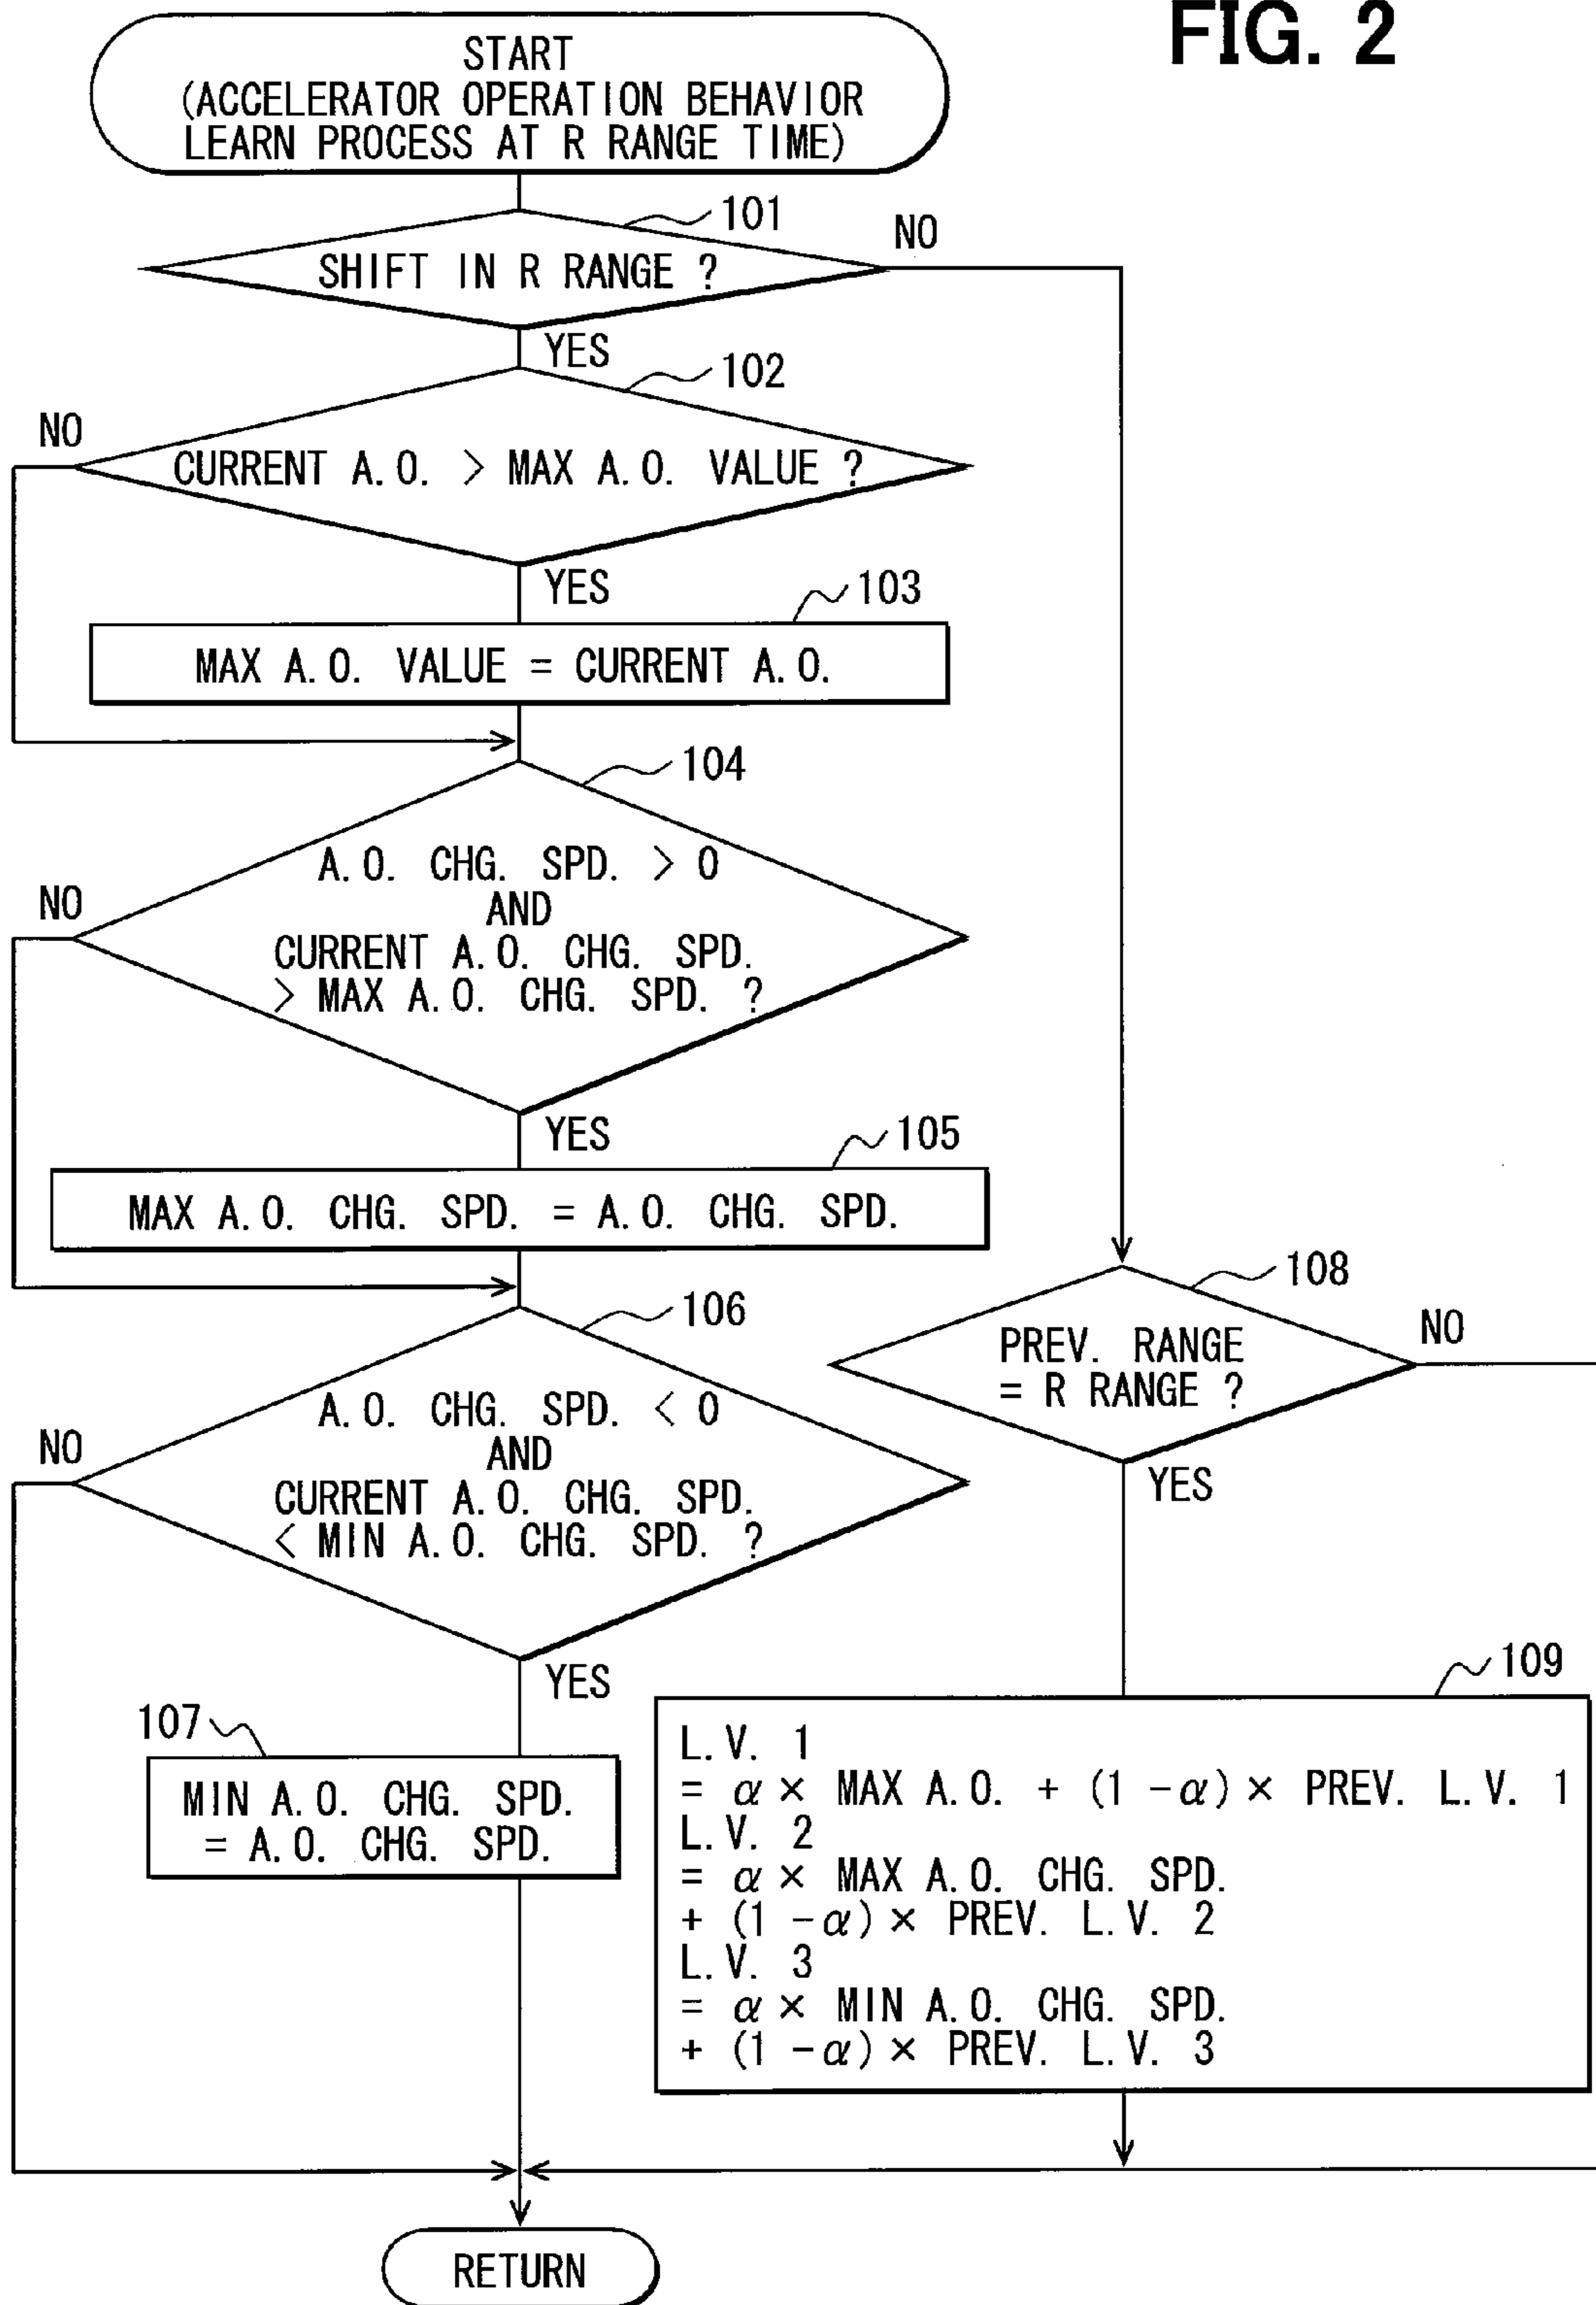 FIG. 2
START
(ACCELERATOR OPERATION BEHAVIOR
LEARN PROCESS AT R RANGE TIME)
101
SHIFT IN R RANGE ?
NO
YES
102
NO
CURRENT A.O. > MAX A.O. VALUE ?
YES
103
MAX A.O. VALUE = CURRENT A.O.
104
A.O. CHG. SPD. > 0
AND
CURRENT A.O. CHG. SPD.
> MAX A.O. CHG. SPD. ?
NO
YES
105
MAX A.O. CHG. SPD. = A.O. CHG. SPD.
106
A.O. CHG. SPD. < 0
AND
CURRENT A.O. CHG. SPD.
< MIN A.O. CHG. SPD. ?
NO
YES
107
MIN A.O. CHG. SPD.
= A.O. CHG. SPD.
108
PREV. RANGE
= R RANGE ?
NO
YES
109
L.V. 1
= α × MAX A.O. + (1 -α) × PREV. L.V. 1
L.V. 2
= α × MAX A.O. CHG. SPD.
+ (1 -α) × PREV. L.V. 2
L.V. 3
= α × MIN A.O. CHG. SPD.
+ (1 -α) × PREV. L.V. 3
RETURN